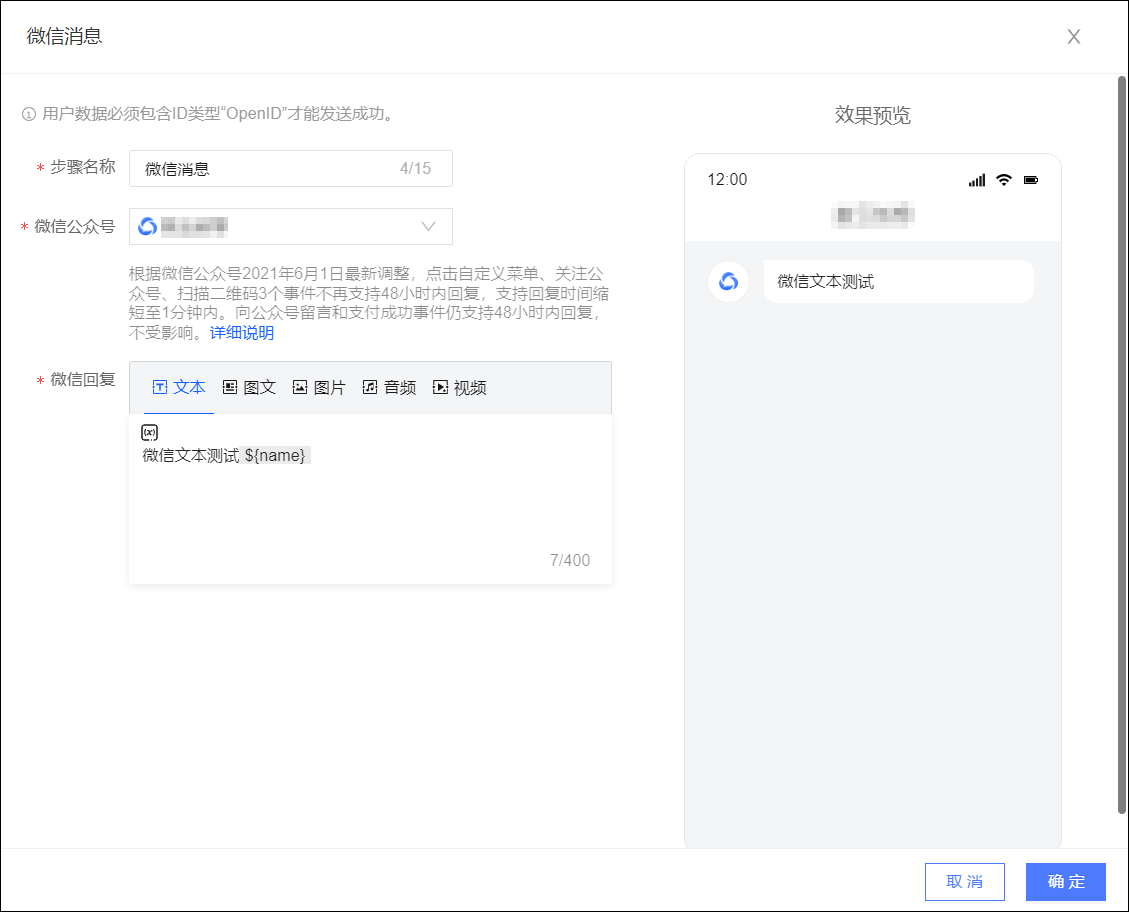 微信消息
X
用户数据必须包含ID类型“OpenID”才能发送成功。
效果预览
* 步骤名称 微信消息 4/15
12:00
* 微信公众号
微信文本测试
根据微信公众号2021年6月1日最新调整，点击自定义菜单、关注公
众号、扫描二维码3个事件不再支持48小时内回复，支持回复时间缩
短至1分钟内。向公众号留言和支付成功事件仍支持48小时内回复，
不受影响。详细说明
* 微信回复
文本 图文 图片 音频 视频
微信文本测试 ${name}
7/400
取消 确定